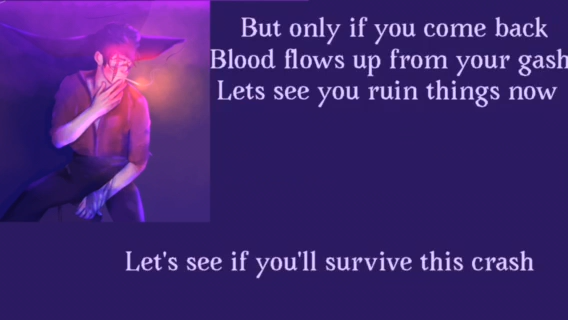 But only if you come back
Blood flows up from your gash
Lets see you ruin things now
Let's see if you'll survive this crash